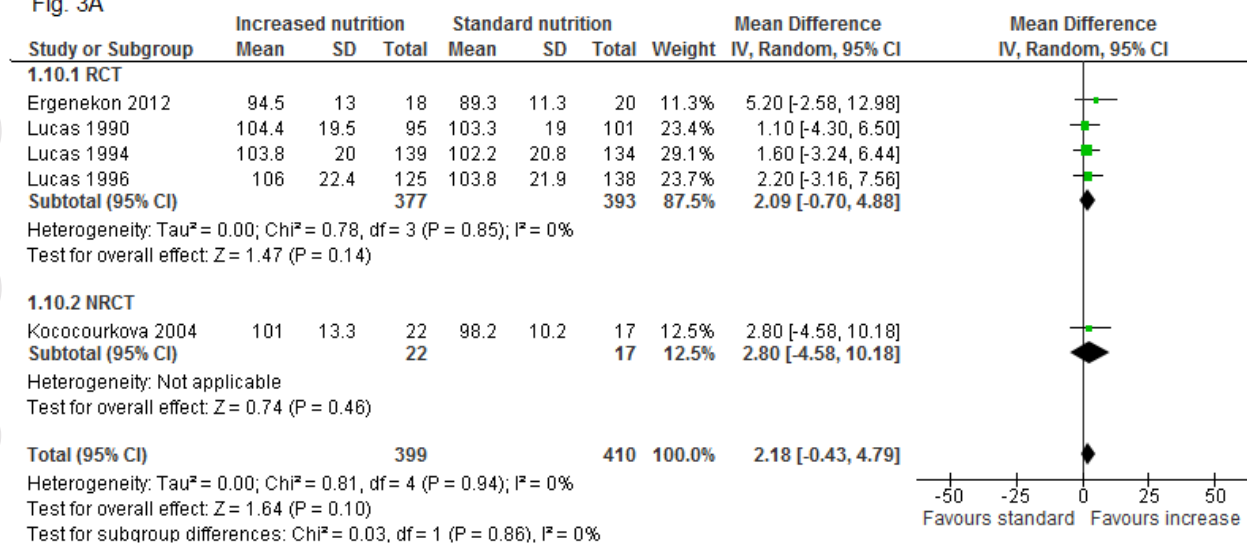 Fig. 3A
Increased nutrition Standard nutrition Mean Difference Mean Difference
Study or Subgroup Mean SD Total Mean SD Total Weight IV, Random, 95% CI IV, Random, 95% CI
1.10.1 RCT
Ergenekon 2012 94.5 13 18 89.3 11.3 20 11.3% 5.20 [-2.58, 12.98]
Lucas 1990 104.4 19.5 95 103.3 19 101 23.4% 1.10 [-4.30, 6.50]
Lucas 1994 103.8 20 139 102.2 20.8 134 29.1% 1.60 [-3.24, 6.44]
Lucas 1996 106 22.4 125 103.8 21.9 138 23.7% 2.20 [-3.16, 7.56]
Subtotal (95% CI) 377 393 87.5% 2.09 [-0.70, 4.88]
Heterogeneity: Tau² = 0.00; Chi² = 0.78, df = 3 (P = 0.85); I² = 0%
Test for overall effect: Z = 1.47 (P = 0.14)
1.10.2 NRCT
Kococourkova 2004 101 13.3 22 98.2 10.2 17 12.5% 2.80 [-4.58, 10.18]
Subtotal (95% CI) 22 17 12.5% 2.80 [-4.58, 10.18]
Heterogeneity: Not applicable
Test for overall effect: Z = 0.74 (P = 0.46)
Total (95% CI) 399 410 100.0% 2.18 [-0.43, 4.79]
Heterogeneity: Tau² = 0.00; Chi² = 0.81, df = 4 (P = 0.94); I² = 0%
Test for overall effect: Z = 1.64 (P = 0.10)
Test for subgroup differences: Chi² = 0.03, df = 1 (P = 0.86), I² = 0%
-50 -25 0 25 50
Favours standard Favours increase